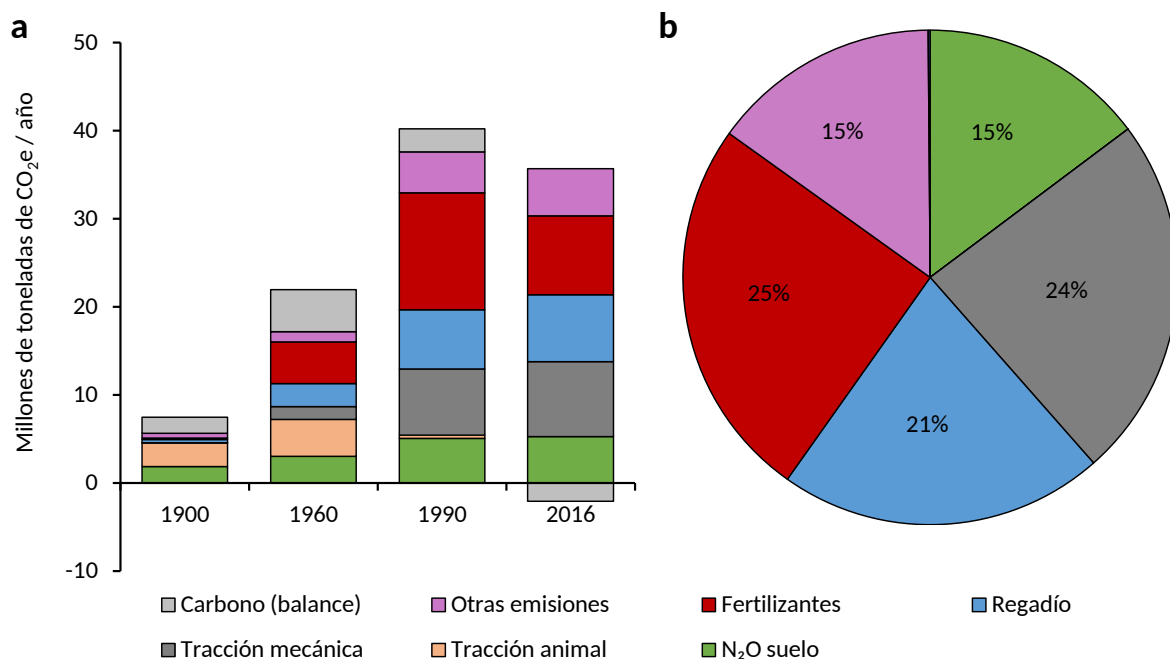 a
b
Millones de toneladas de CO₂e / año
50
40
30
20
10
0
-10
1900 1960 1990 2016
15% 15%
24%
25%
21%
Carbono (balance) Otras emisiones Fertilizantes Regadío
Tracción mecánica Tracción animal N₂O suelo